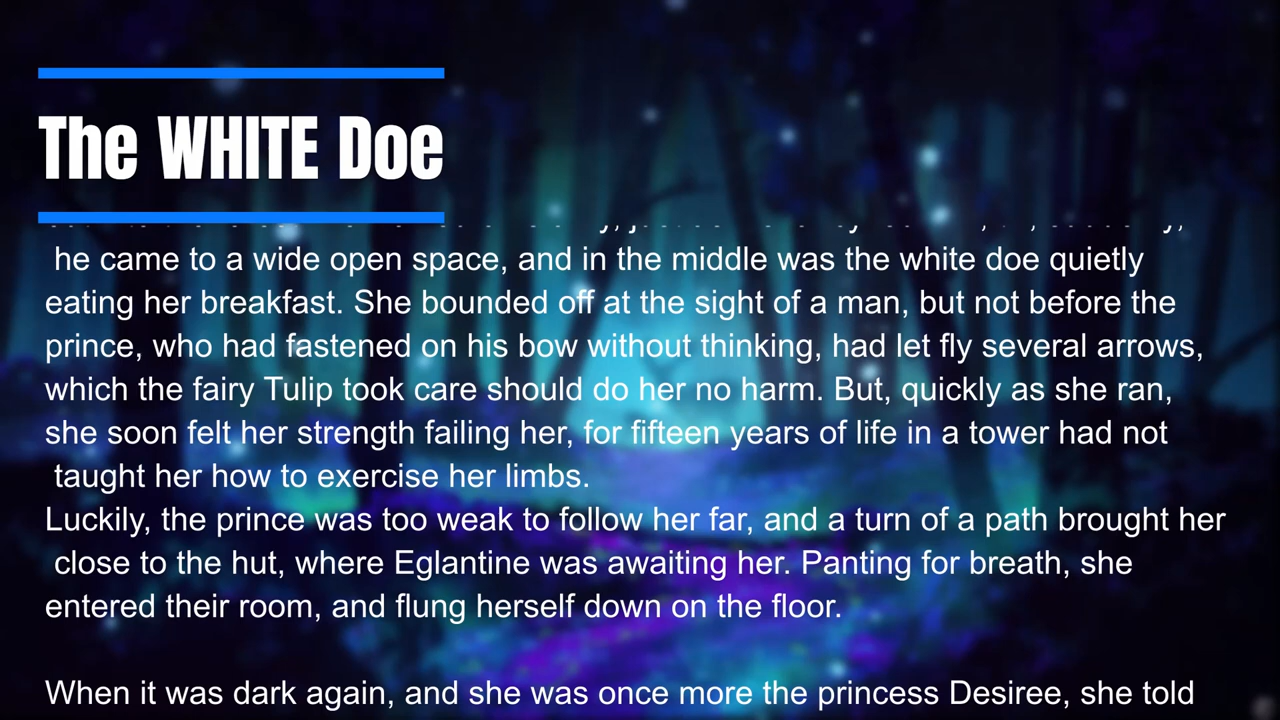 The WHITE Doe
he came to a wide open space, and in the middle was the white doe quietly
eating her breakfast. She bounded off at the sight of a man, but not before the
prince, who had fastened on his bow without thinking, had let fly several arrows,
which the fairy Tulip took care should do her no harm. But, quickly as she ran,
she soon felt her strength failing her, for fifteen years of life in a tower had not
taught her how to exercise her limbs.
Luckily, the prince was too weak to follow her far, and a turn of a path brought her
close to the hut, where Eglantine was awaiting her. Panting for breath, she
entered their room, and flung herself down on the floor.
When it was dark again, and she was once more the princess Desiree, she told